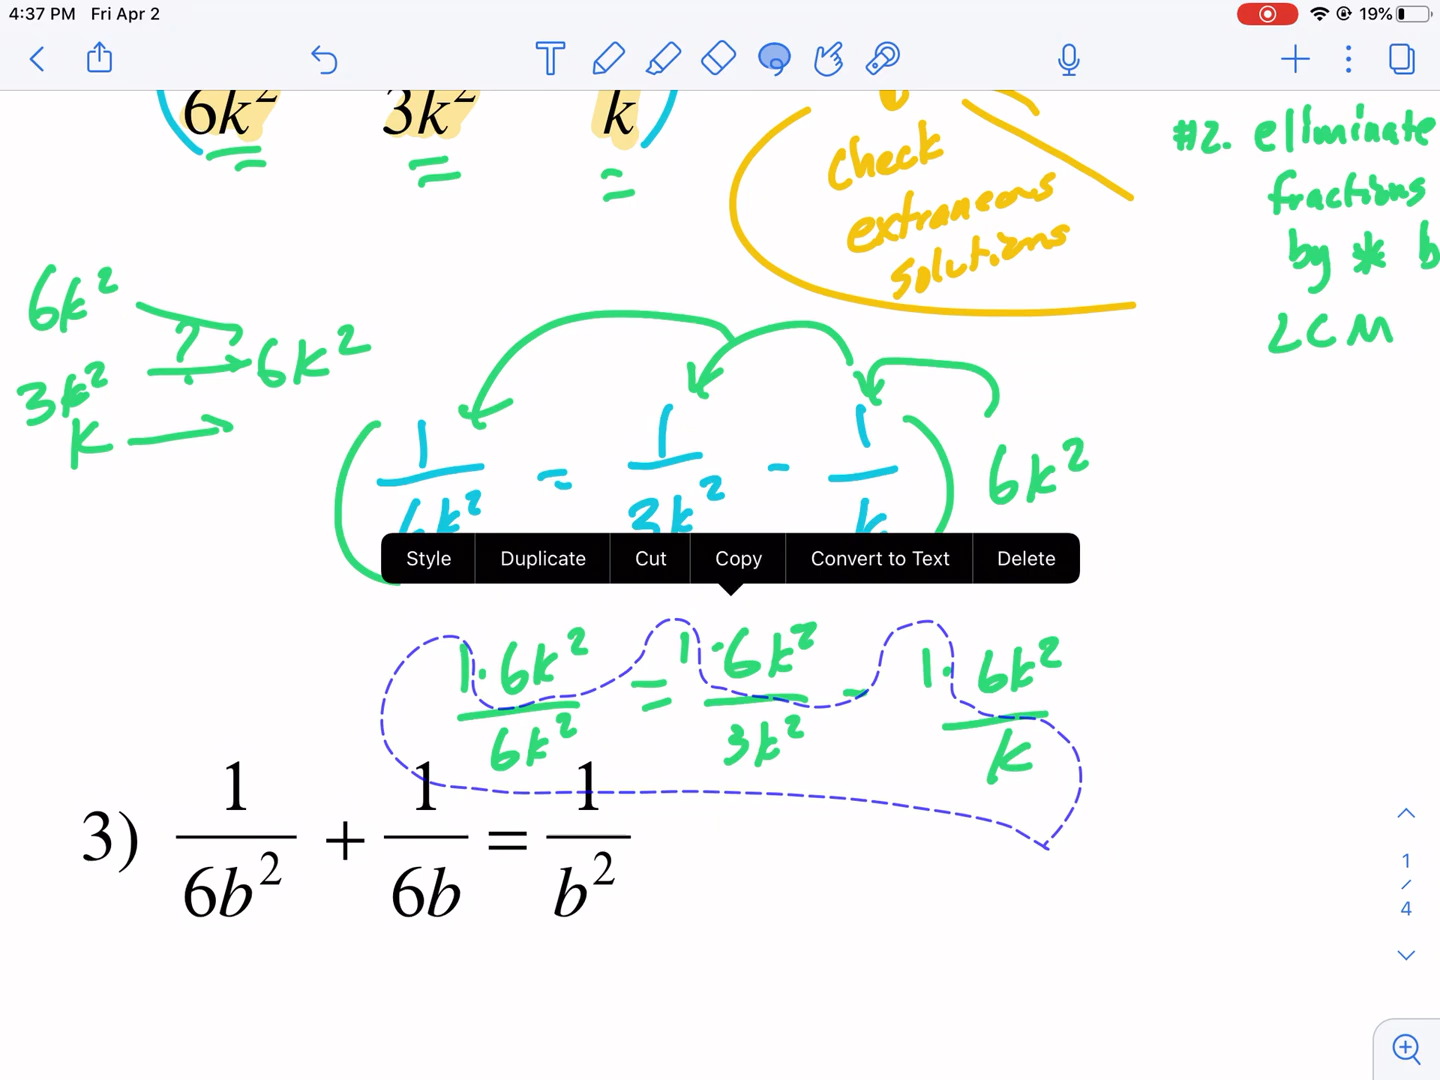 4:37 PM Fri Apr 2
19%
T
6k² 3k² k
check
extraneous
solutions
#2. eliminate
fractions
by * b
LCM
6k²
3k² ? 6k²
k
( 1/6k² = 1/3k² - 1/k ) 6k²
Style Duplicate Cut Copy Convert to Text Delete
1·6k²/6k² = 1·6k²/3k² - 1·6k²/k
3) 1/6b² + 1/6b = 1/b²
1
/
4